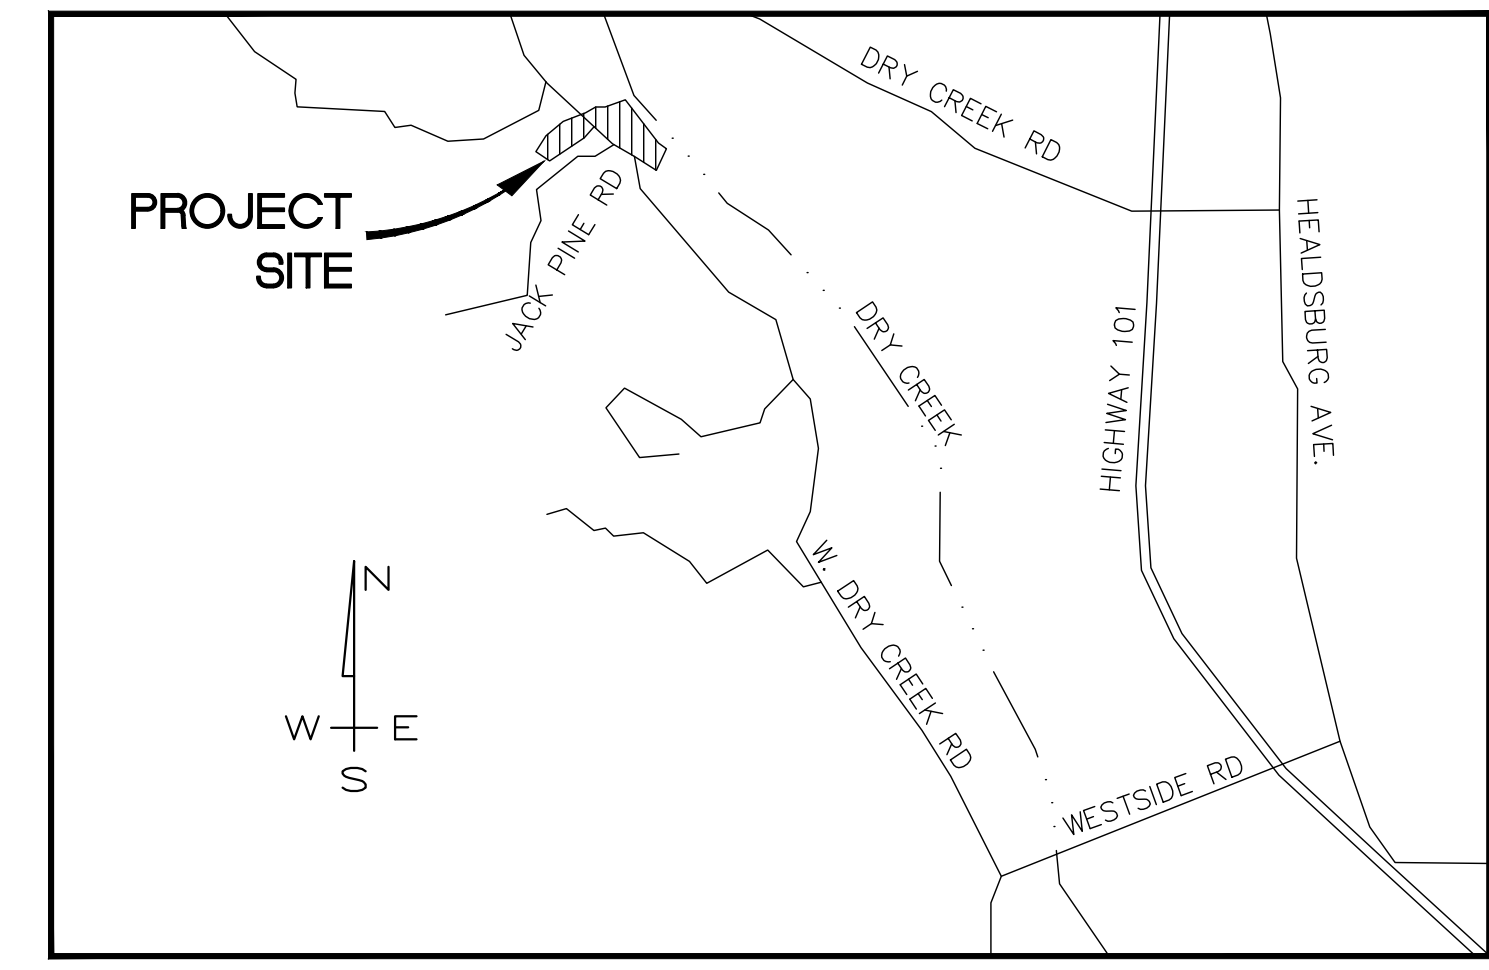 DRY CREEK RD
PROJECT
SITE
JACK PINE RD
HEALDSBURG AVE.
HIGHWAY 101
DRY CREEK
W. DRY CREEK RD
N
W
E
S
WESTSIDE RD